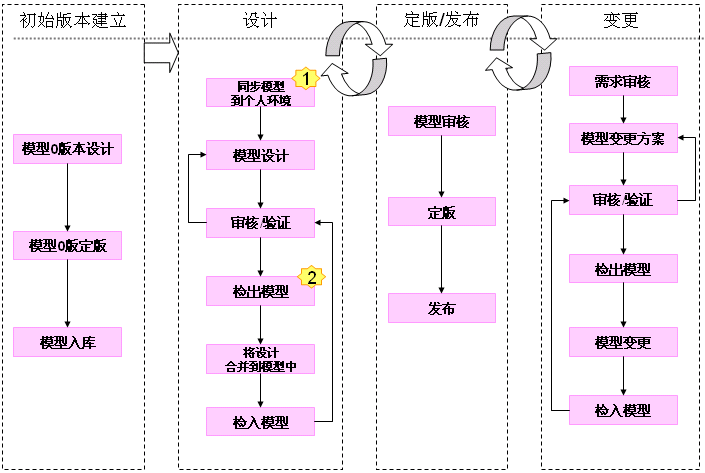 初始版本建立
设计
定版/发布
变更
模型0版本设计
模型0版定版
模型入库
1
同步模型
到个人环境
模型设计
审核/验证
2
检出模型
将设计
合并到模型中
检入模型
模型审核
定版
发布
需求审核
模型变更方案
审核/验证
检出模型
模型变更
检入模型